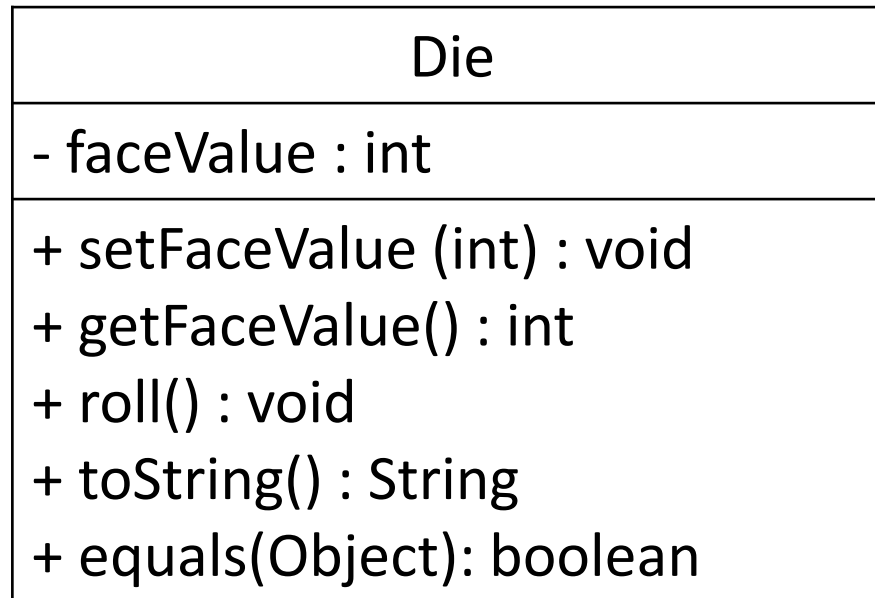 Die
- faceValue : int
+ setFaceValue (int) : void
+ getFaceValue() : int
+ roll() : void
+ toString() : String
+ equals(Object): boolean